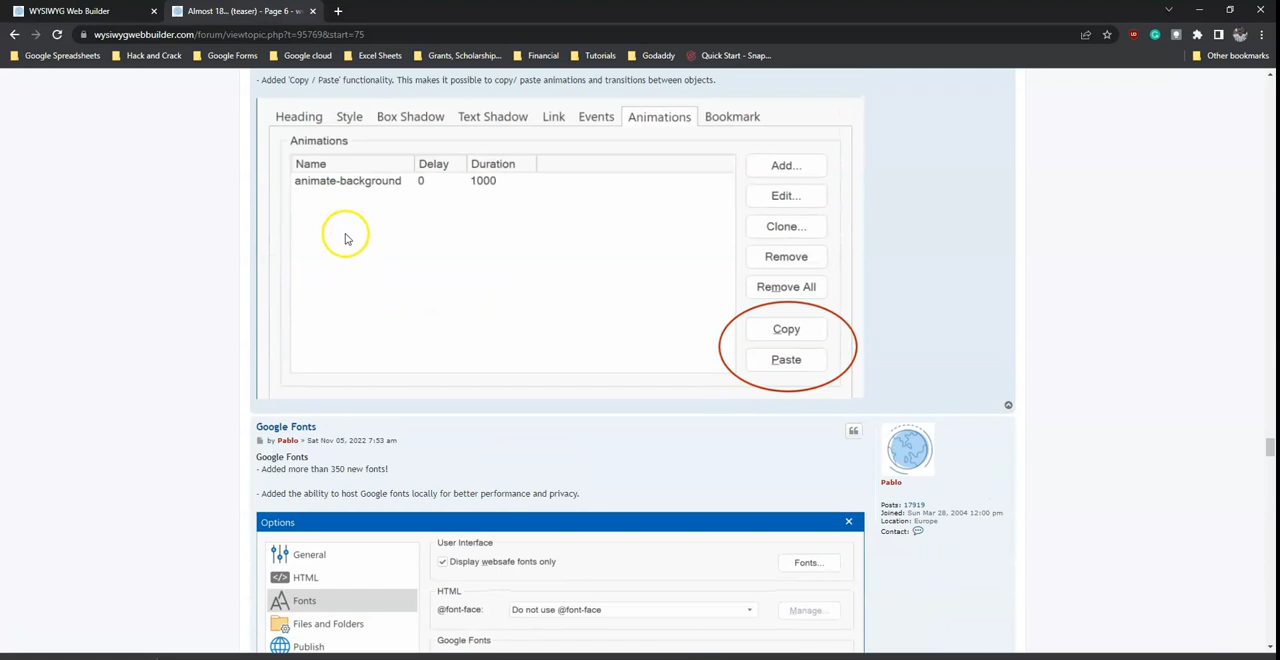 WYSIWYG Web Builder
Almost 18... (teaser) - Page 6 - w
wysiwygwebbuilder.com/forum/viewtopic.php?t=95769&start=75
Google Spreadsheets
Hack and Crack
Google Forms
Google cloud
Excel Sheets
Grants, Scholarship...
Financial
Tutorials
Godaddy
Quick Start - Snap...
Other bookmarks
- Added 'Copy / Paste' functionality. This makes it possible to copy/ paste animations and transitions between objects.
Heading Style Box Shadow Text Shadow Link Events Animations Bookmark
Animations
Name Delay Duration
animate-background 0 1000
Add...
Edit...
Clone...
Remove
Remove All
Copy
Paste
Google Fonts
by Pablo » Sat Nov 05, 2022 7:53 am
Google Fonts
- Added more than 350 new fonts!
- Added the ability to host Google fonts locally for better performance and privacy.
Pablo
Posts: 17919
Joined: Sun Mar 28, 2004 12:00 pm
Location: Europe
Contact:
Options
General
HTML
Fonts
Files and Folders
Publish
User Interface
Display websafe fonts only
Fonts...
HTML
@font-face: Do not use @font-face
Manage...
Google Fonts